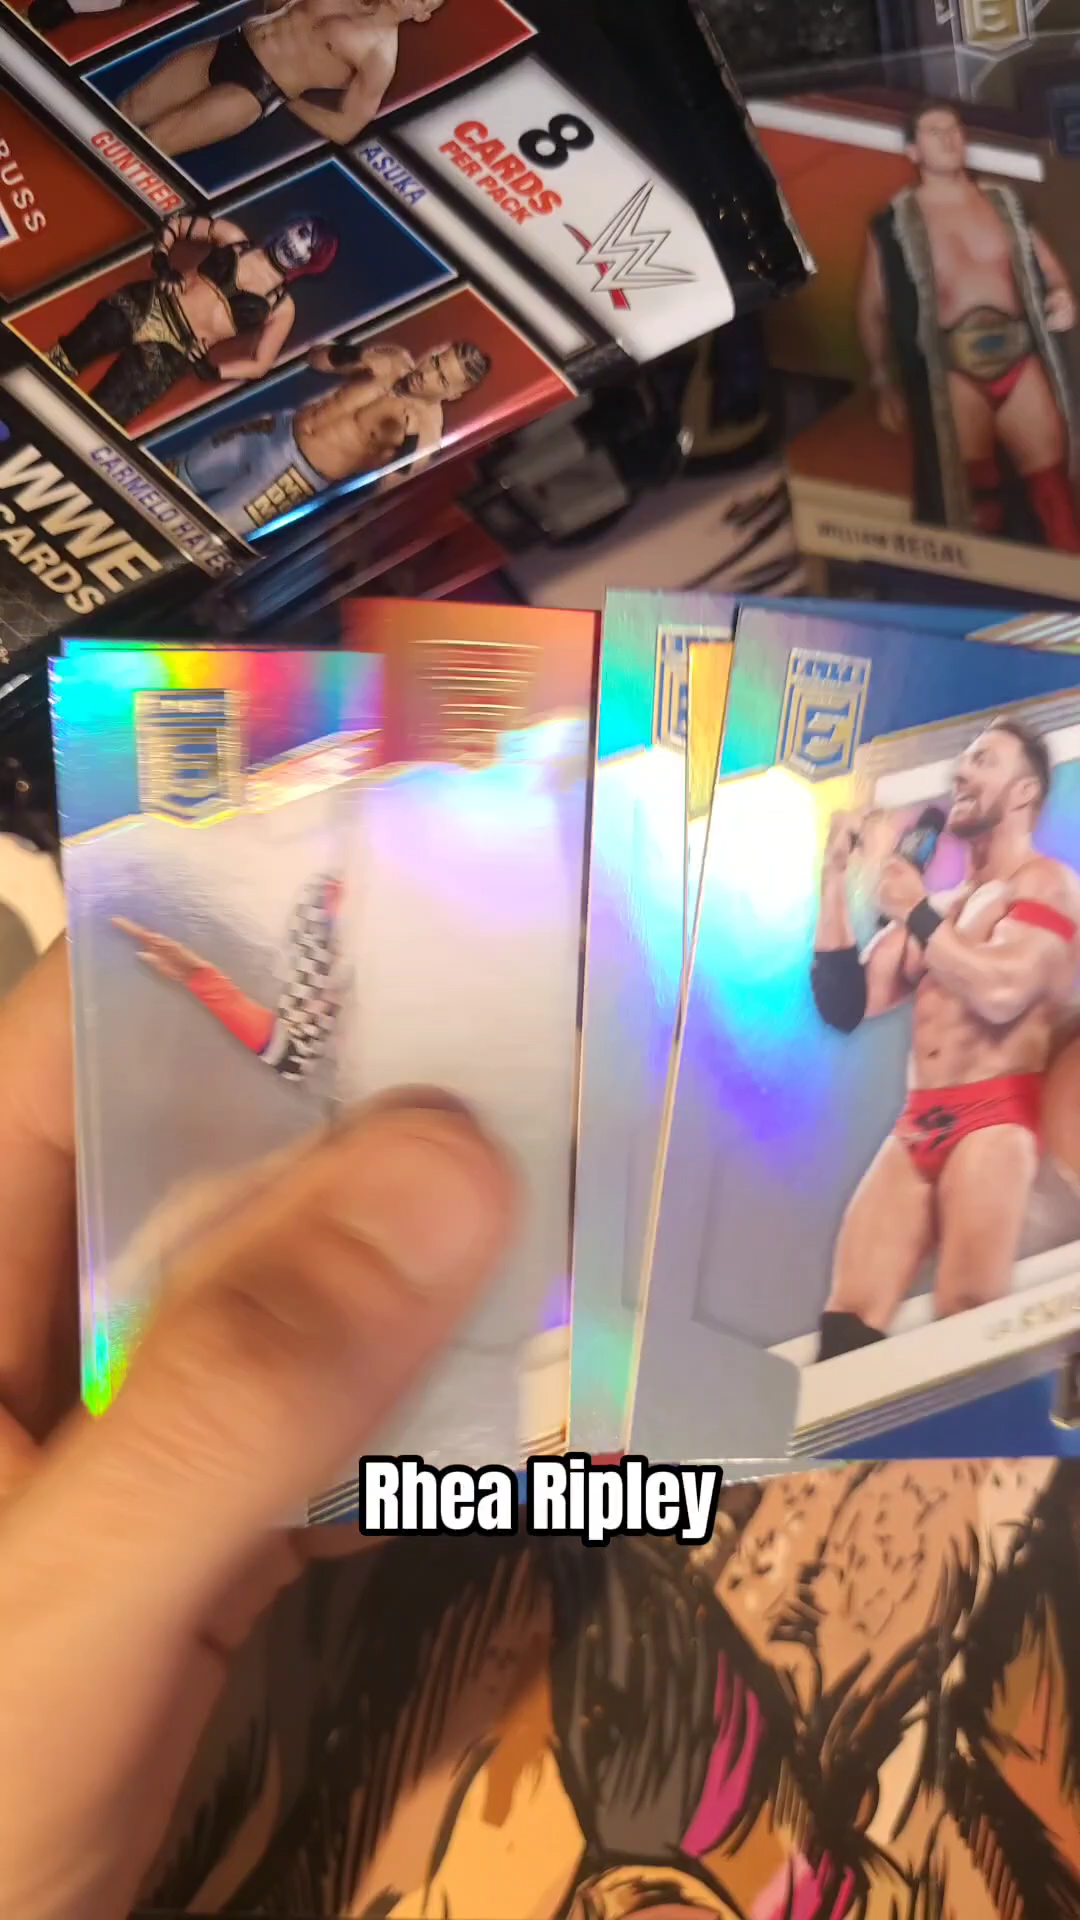 RUSS
GUNTHER
ASUKA
8
CARDS
PER PACK
CARMELO HAYES
WWE
CARDS
E
WILLIAM REGAL
Rhea Ripley